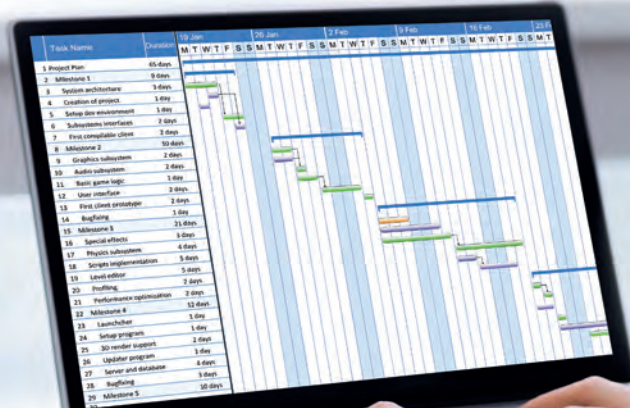 Task Name Duration 19 Jan 26 Jan 2 Feb 9 Feb 16 Feb 23 F
M T W T F S S M T W T F S S M T W T F S S M T W T F S S M T W T F S S M T
1 Project Plan 65 days
2 Milestone 1 9 days
3 System architecture 3 days
4 Creation of project 1 day
5 Setup dev environment 1 day
6 Subsystems interfaces 2 days
7 First compilable client 2 days
8 Milestone 2 10 days
9 Graphics subsystem 2 days
10 Audio subsystem 2 days
11 Basic game logic 1 day
12 User interface 2 days
13 First client prototype 2 days
14 Bugfixing 1 day
15 Milestone 3 21 days
16 Special effects 3 days
17 Physics subsystem 4 days
18 Scripts implementation 5 days
19 Level editor 5 days
20 Profiling 2 days
21 Performance optimization 2 days
22 Milestone 4 12 days
23 Launchcher 1 day
24 Setup program 1 day
25 3D render support 2 days
26 Updater program 1 day
27 Server and database 4 days
28 Bugfixing 3 days
29 Milestone 5 10 days